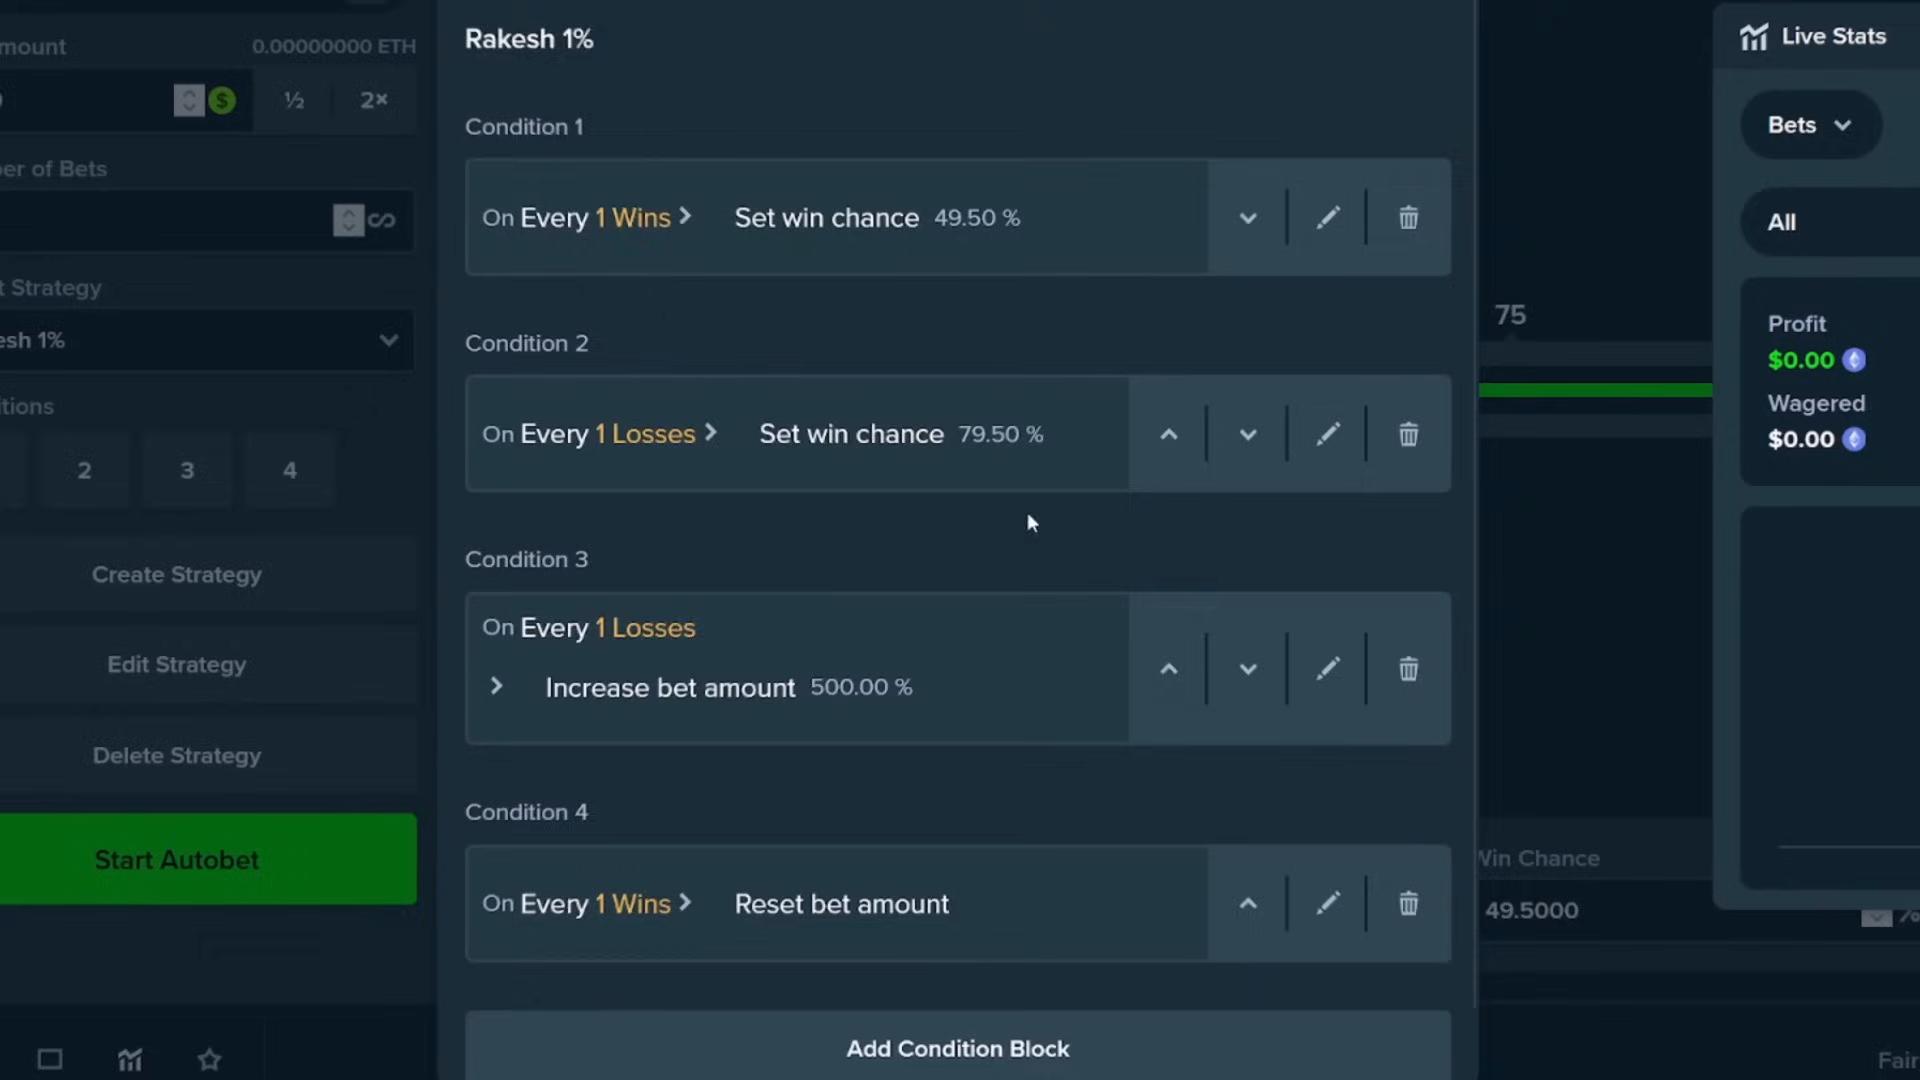 mount 0.00000000 ETH
½ 2×
er of Bets
t Strategy
esh 1%
tions
2 3 4
Create Strategy
Edit Strategy
Delete Strategy
Start Autobet
Rakesh 1%
Condition 1
On Every 1 Wins Set win chance 49.50 %
Condition 2
On Every 1 Losses Set win chance 79.50 %
Condition 3
On Every 1 Losses
Increase bet amount 500.00 %
Condition 4
On Every 1 Wins Reset bet amount
Add Condition Block
75
Win Chance
49.5000 %
Live Stats
Bets
All
Profit
$0.00
Wagered
$0.00
Fair